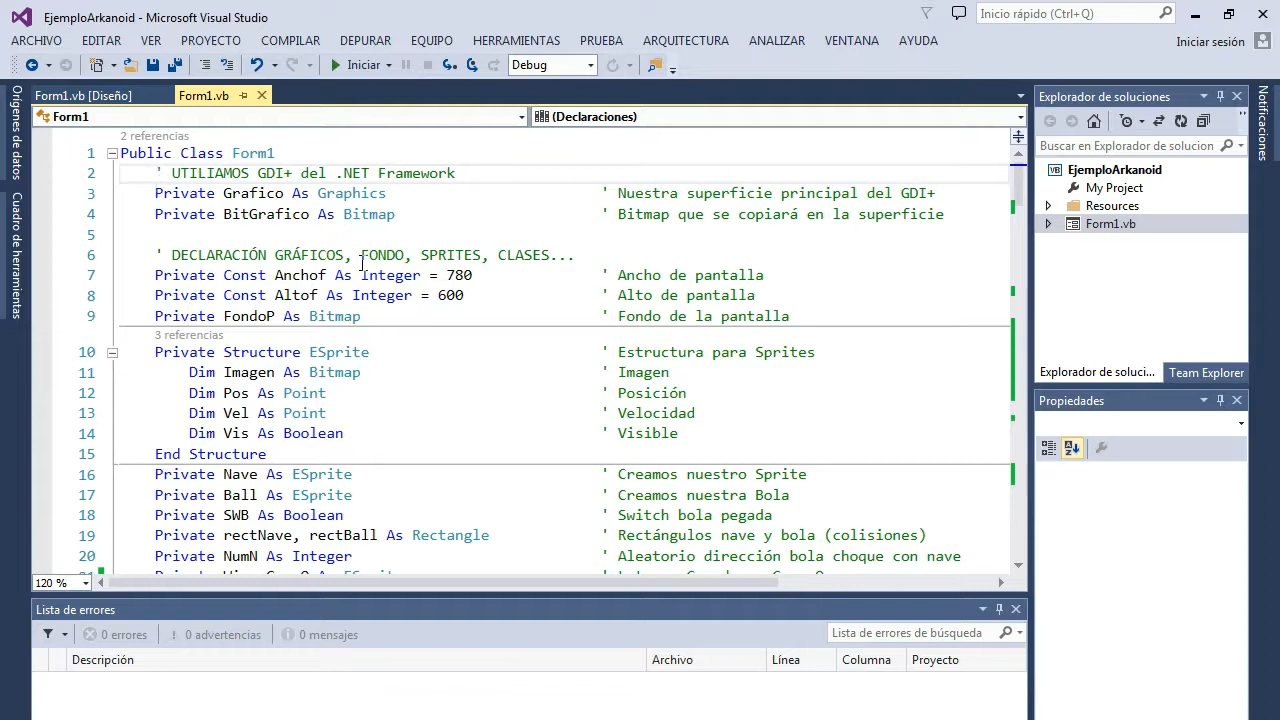 EjemploArkanoid - Microsoft Visual Studio
Inicio rápido (Ctrl+Q)
ARCHIVO EDITAR VER PROYECTO COMPILAR DEPURAR EQUIPO HERRAMIENTAS PRUEBA ARQUITECTURA ANALIZAR VENTANA AYUDA
Iniciar sesión
Iniciar Debug
Orígenes de datos
Cuadro de herramientas
Form1.vb [Diseño] Form1.vb
Form1 (Declaraciones)
2 referencias
1 Public Class Form1
2 ' UTILIAMOS GDI+ del .NET Framework
3 Private Grafico As Graphics ' Nuestra superficie principal del GDI+
4 Private BitGrafico As Bitmap ' Bitmap que se copiará en la superficie
5
6 ' DECLARACIÓN GRÁFICOS, FONDO, SPRITES, CLASES...
7 Private Const Anchof As Integer = 780 ' Ancho de pantalla
8 Private Const Altof As Integer = 600 ' Alto de pantalla
9 Private FondoP As Bitmap ' Fondo de la pantalla
3 referencias
10 Private Structure ESprite ' Estructura para Sprites
11 Dim Imagen As Bitmap ' Imagen
12 Dim Pos As Point ' Posición
13 Dim Vel As Point ' Velocidad
14 Dim Vis As Boolean ' Visible
15 End Structure
16 Private Nave As ESprite ' Creamos nuestro Sprite
17 Private Ball As ESprite ' Creamos nuestra Bola
18 Private SWB As Boolean ' Switch bola pegada
19 Private rectNave, rectBall As Rectangle ' Rectángulos nave y bola (colisiones)
20 Private NumN As Integer ' Aleatorio dirección bola choque con nave
120 %
Lista de errores
0 errores 0 advertencias 0 mensajes
Lista de errores de búsqueda
Descripción Archivo Línea Columna Proyecto
Explorador de soluciones
Buscar en Explorador de solucion
EjemploArkanoid
My Project
Resources
Form1.vb
Explorador de soluci... Team Explorer
Propiedades
Notificaciones